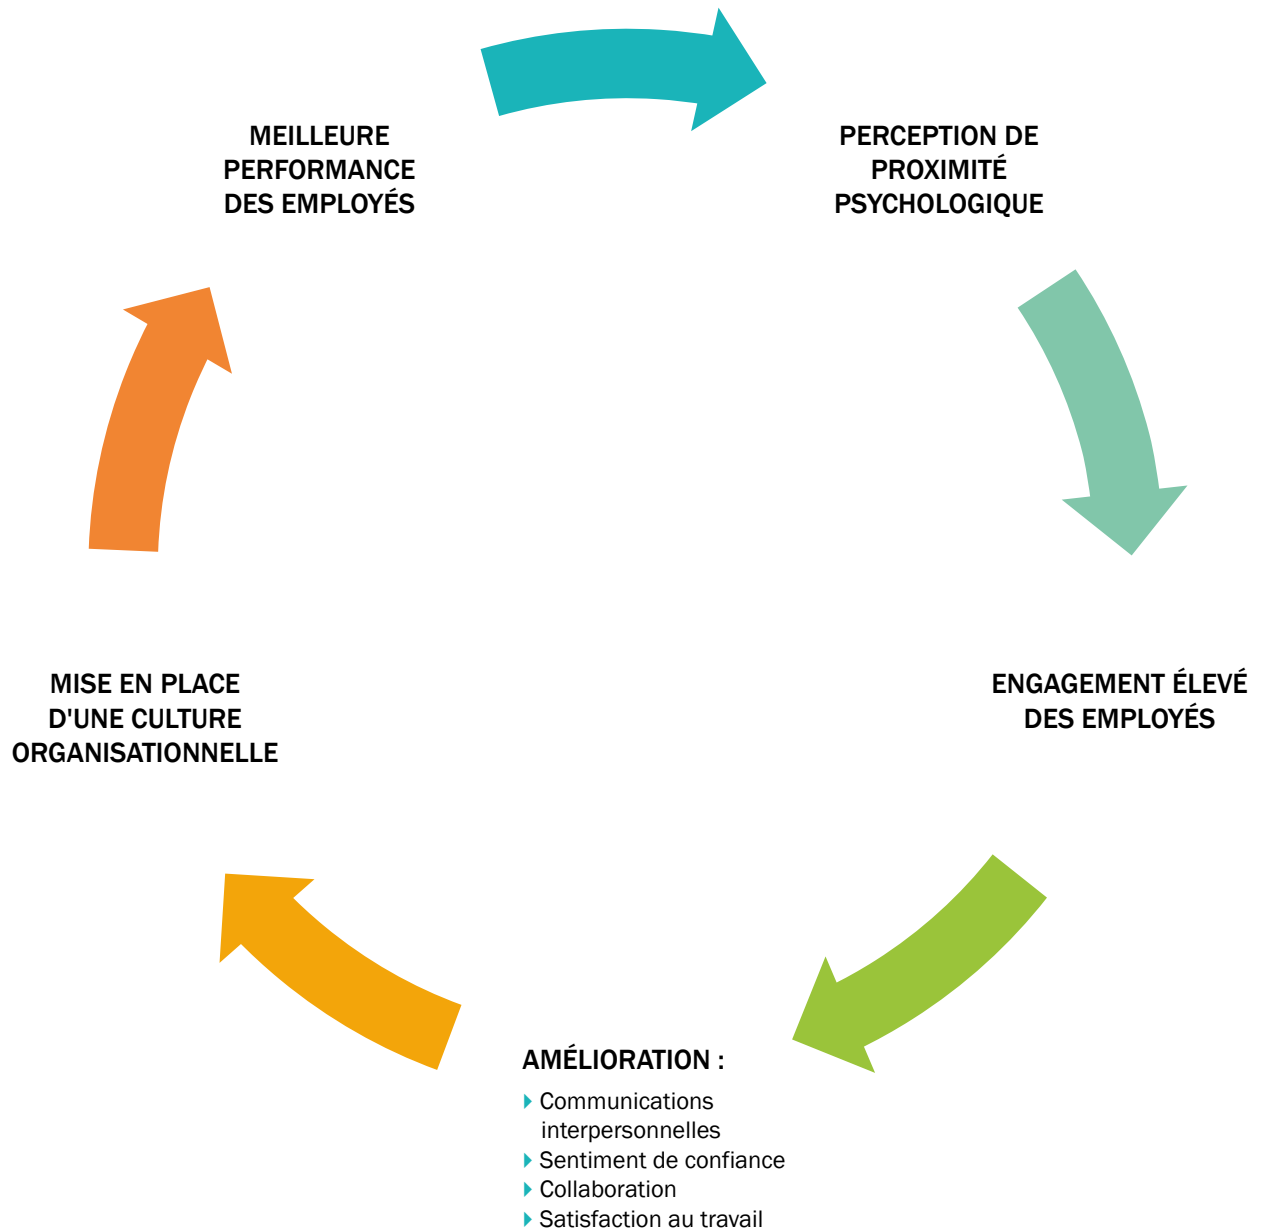 MEILLEURE
PERFORMANCE
DES EMPLOYÉS
PERCEPTION DE
PROXIMITÉ
PSYCHOLOGIQUE
ENGAGEMENT ÉLEVÉ
DES EMPLOYÉS
AMÉLIORATION :
Communications
interpersonnelles
Sentiment de confiance
Collaboration
Satisfaction au travail
MISE EN PLACE
D'UNE CULTURE
ORGANISATIONNELLE